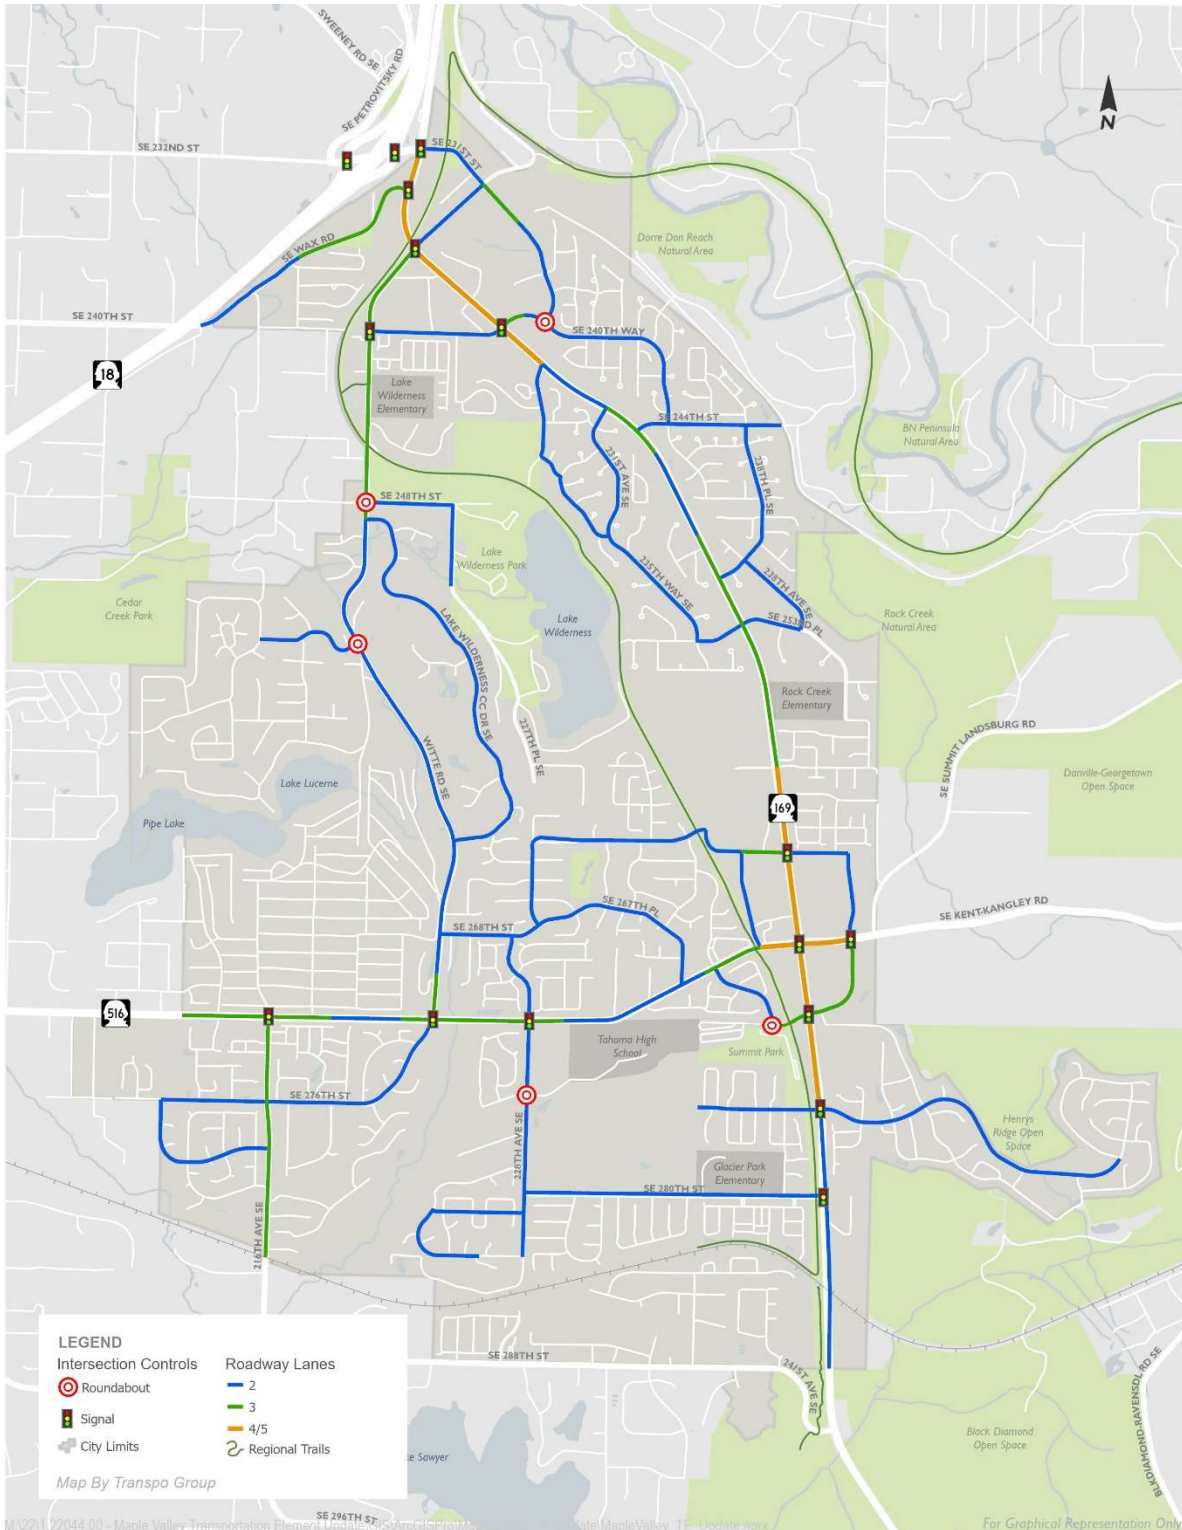 SWEENEY RD SE
SE PETROVITSKY RD
N
SE 232ND ST
SE 231ST ST
Dorre Don Reach
Natural Area
SE WAX RD
SE 240TH ST
SE 240TH WAY
18
Lake
Wilderness
Elementary
SE 244TH ST
BN Peninsula
Natural Area
231ST AVE SE
238TH PL SE
SE 248TH ST
Lake
Wilderness Park
235TH WAY SE
238TH AVE SE
SE 253RD PL
Cedar
Creek Park
Lake
Wilderness
Rock Creek
Natural Area
LAKE WILDERNESS CC DR SE
Rock Creek
Elementary
227TH PL SE
SE SUMMIT LANDSBURG RD
WITTE RD SE
Danville-Georgetown
Open Space
Lake Lucerne
169
Pipe Lake
SE 267TH PL
SE KENT-KANGLEY RD
SE 268TH ST
516
Tahoma High
School
Summit Park
SE 276TH ST
228TH AVE SE
Henrys
Ridge Open
Space
Glacier Park
Elementary
SE 280TH ST
216TH AVE SE
LEGEND
Intersection Controls
Roadway Lanes
Roundabout
2
Signal
3
4/5
City Limits
Regional Trails
Map By Transpo Group
SE 288TH ST
241ST AVE SE
BLKDIAMOND-RAVENSDL RD SE
Black Diamond
Open Space
ke Sawyer
SE 296TH ST
For Graphical Representation Only